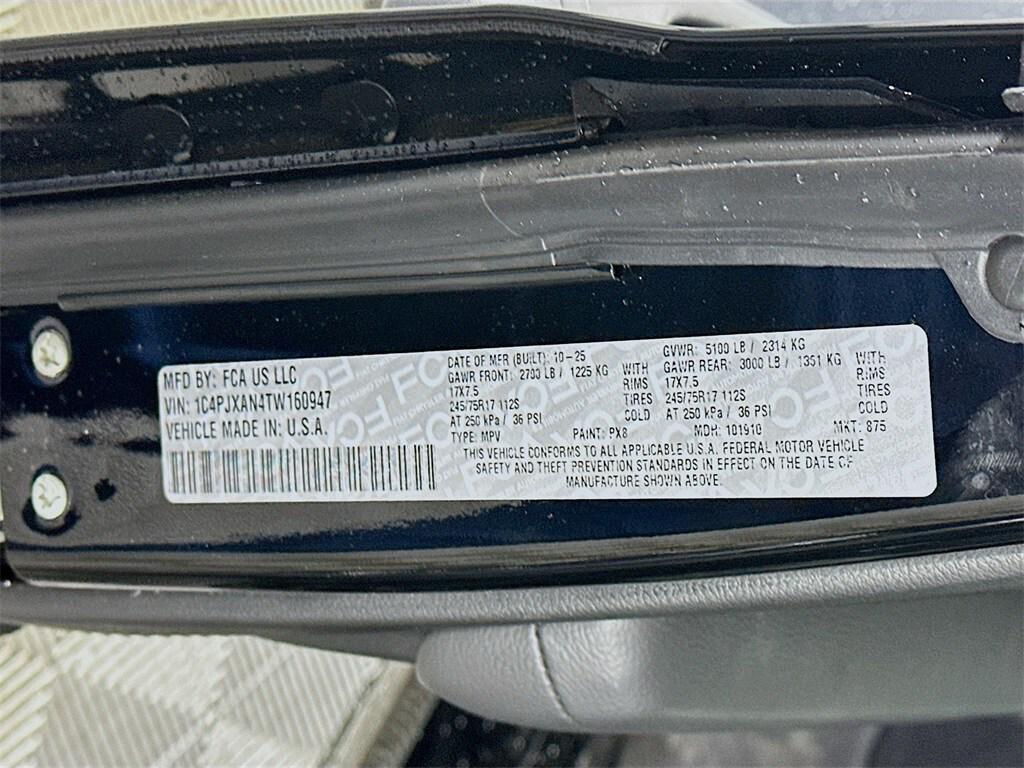 MFD BY: FCA US LLC
VIN: 1C4PJXAN4TW160947
VEHICLE MADE IN: U.S.A.
DATE OF MFR (BUILT): 10-25
GAWR FRONT: 2700 LB / 1225 KG WITH
17X7.5 RIMS
245/75R17 112S TIRES
AT 250 kPa / 36 PSI COLD
GVWR: 5100 LB / 2314 KG
GAWR REAR: 3000 LB / 1351 KG WITH
17X7.5 RIMS
245/75R17 112S TIRES
AT 250 kPa / 36 PSI COLD
TYPE: MPV PAINT: PX8 MDH: 101910 MKT: 875
THIS VEHICLE CONFORMS TO ALL APPLICABLE U.S.A. FEDERAL MOTOR VEHICLE
SAFETY AND THEFT PREVENTION STANDARDS IN EFFECT ON THE DATE OF
MANUFACTURE SHOWN ABOVE.